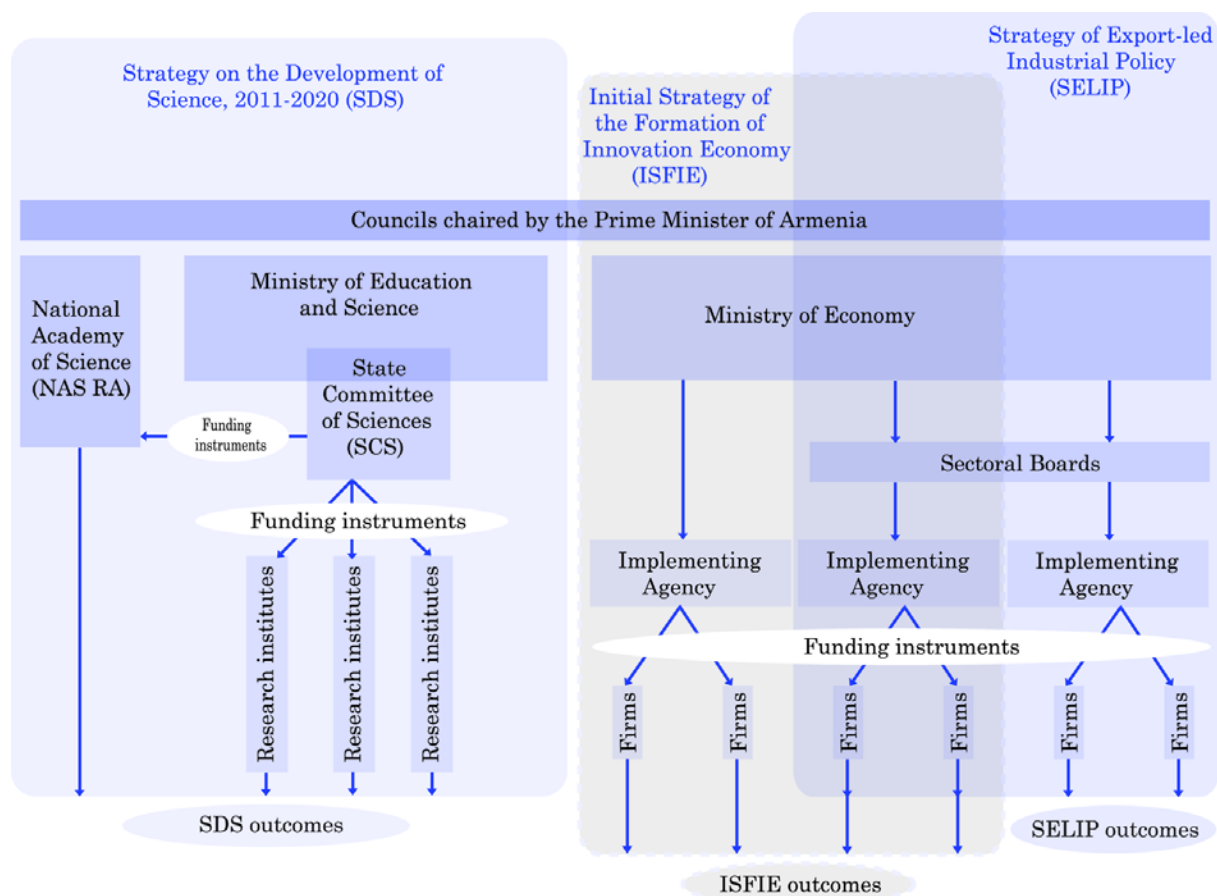 Strategy on the Development of
Science, 2011-2020 (SDS)
Initial Strategy of
the Formation of
Innovation Economy
(ISFIE)
Strategy of Export-led
Industrial Policy
(SELIP)
Councils chaired by the Prime Minister of Armenia
National
Academy
of Science
(NAS RA)
Ministry of Education
and Science
State
Committee
of Sciences
(SCS)
Funding
instruments
Ministry of Economy
Sectoral Boards
Funding instruments
Research institutes
Research institutes
Research institutes
Implementing
Agency
Implementing
Agency
Implementing
Agency
Funding instruments
Firms
Firms
Firms
Firms
Firms
Firms
SDS outcomes
SELIP outcomes
ISFIE outcomes